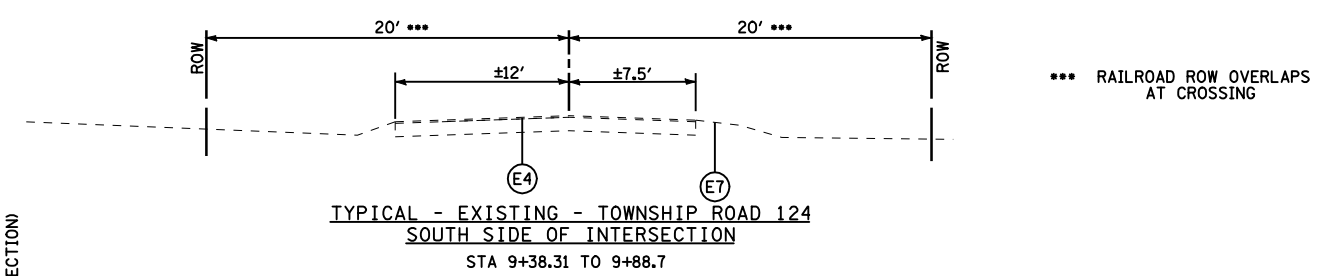 20' ***
20' ***
ROW
ROW
±12'
±7.5'
*** RAILROAD ROW OVERLAPS
AT CROSSING
E4
E7
TYPICAL - EXISTING - TOWNSHIP ROAD 124
SOUTH SIDE OF INTERSECTION
STA 9+38.31 TO 9+88.7
ECTION)